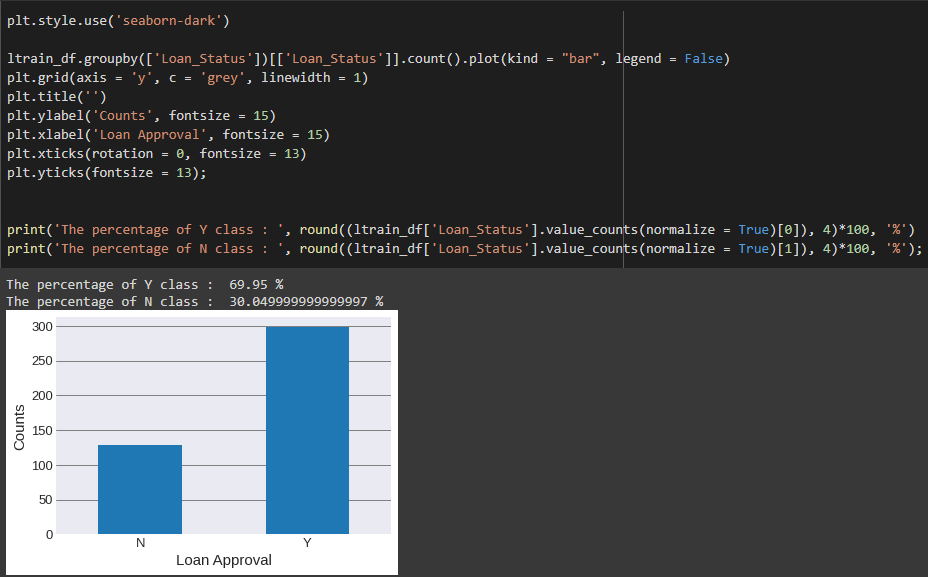 plt.style.use('seaborn-dark')
ltrain_df.groupby(['Loan_Status'])[['Loan_Status']].count().plot(kind = "bar", legend = False)
plt.grid(axis = 'y', c = 'grey', linewidth = 1)
plt.title('')
plt.ylabel('Counts', fontsize = 15)
plt.xlabel('Loan Approval', fontsize = 15)
plt.xticks(rotation = 0, fontsize = 13)
plt.yticks(fontsize = 13);
print('The percentage of Y class : ', round((ltrain_df['Loan_Status'].value_counts(normalize = True)[0]), 4)*100, '%')
print('The percentage of N class : ', round((ltrain_df['Loan_Status'].value_counts(normalize = True)[1]), 4)*100, '%');
The percentage of Y class :  69.95 %
The percentage of N class :  30.049999999999997 %
300
250
200
150
100
50
0
Counts
N Y
Loan Approval